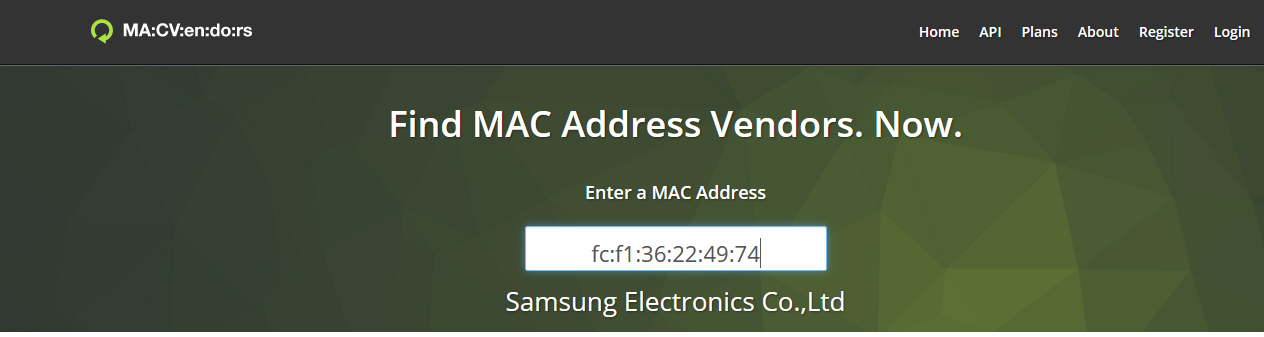 MA:CV:en:do:rs
Home API Plans About Register Login
Find MAC Address Vendors. Now.
Enter a MAC Address
fc:f1:36:22:49:74
Samsung Electronics Co.,Ltd